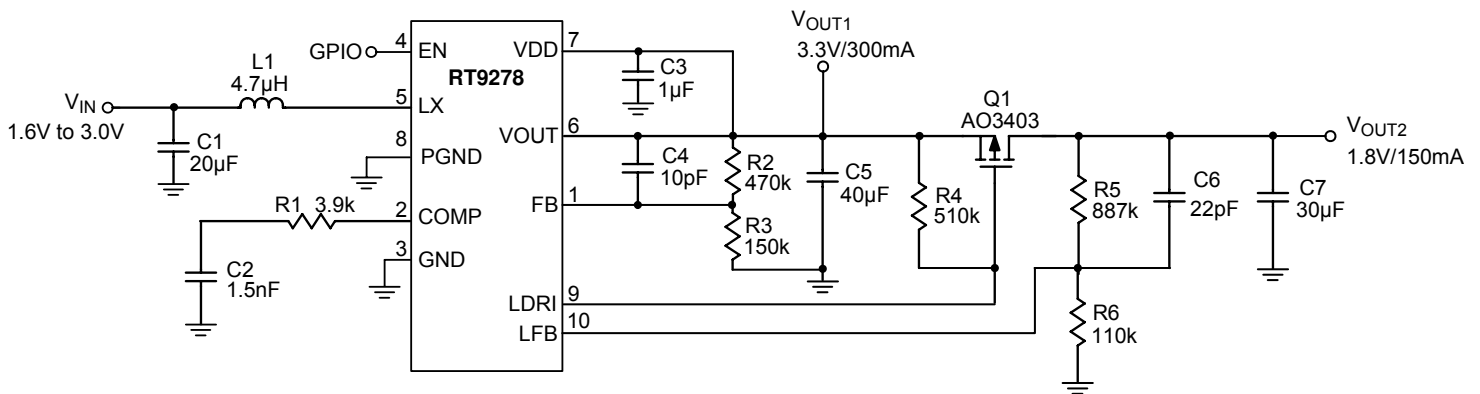 V_OUT1
3.3V/300mA
GPIO
4
EN
VDD
7
RT9278
C3
1µF
L1
4.7µH
V_IN
1.6V to 3.0V
5
LX
Q1
AO3403
C1
20µF
8
PGND
VOUT
6
V_OUT2
1.8V/150mA
C4
10pF
R2
470k
C5
40µF
R4
510k
R5
887k
C6
22pF
C7
30µF
FB
1
R1 3.9k
2
COMP
R3
150k
3
GND
C2
1.5nF
LDRI
9
LFB
10
R6
110k